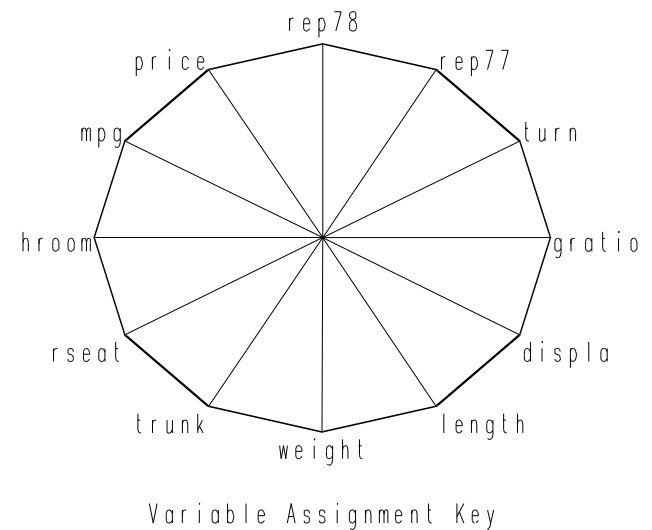 rep78
price
rep77
mpg
turn
hroom
gratio
rseat
displa
trunk
length
weight
Variable Assignment Key